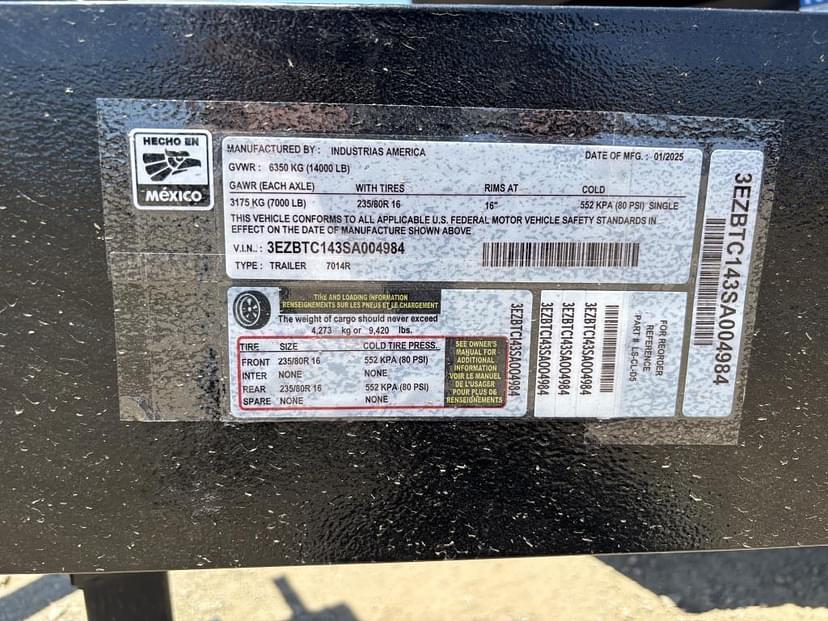 HECHO EN
México
MANUFACTURED BY : INDUSTRIAS AMERICA
DATE OF MFG. : 01/2025
GVWR : 6350 KG (14000 LB)
GAWR (EACH AXLE) WITH TIRES RIMS AT COLD
3175 KG (7000 LB) 235/80R 16 16" 552 KPA (80 PSI) SINGLE
THIS VEHICLE CONFORMS TO ALL APPLICABLE U.S. FEDERAL MOTOR VEHICLE SAFETY STANDARDS IN
EFFECT ON THE DATE OF MANUFACTURE SHOWN ABOVE
V.I.N.: 3EZBTC143SA004984
TYPE : TRAILER 7014R
3EZBTC143SA004984
TIRE AND LOADING INFORMATION
RENSEIGNEMENTS SUR LES PNEUS ET LE CHARGEMENT
The weight of cargo should never exceed
4,273 kg or 9,420 lbs.
TIRE SIZE COLD TIRE PRESS.
FRONT 235/80R 16 552 KPA (80 PSI)
INTER NONE NONE
REAR 235/80R 16 552 KPA (80 PSI)
SPARE NONE NONE
SEE OWNER'S
MANUAL FOR
ADDITIONAL
INFORMATION
VOIR LE MANUEL
DE L'USAGER
POUR PLUS DE
RENSEIGNEMENTS
3EZBTC143SA004984
3EZBTC143SA004984
3EZBTC143SA004984
3EZBTC143SA004984
FOR REORDER
REFERENCE
PART # LS-CL-05